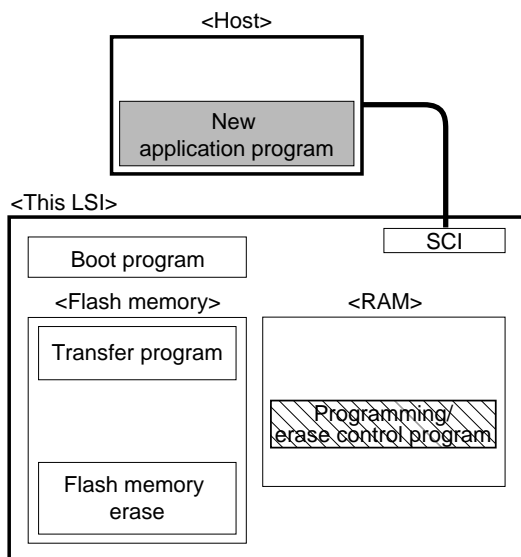 <Host>
New
application program
<This LSI>
SCI
Boot program
<Flash memory>
<RAM>
Transfer program
Programming/
erase control program
Flash memory
erase